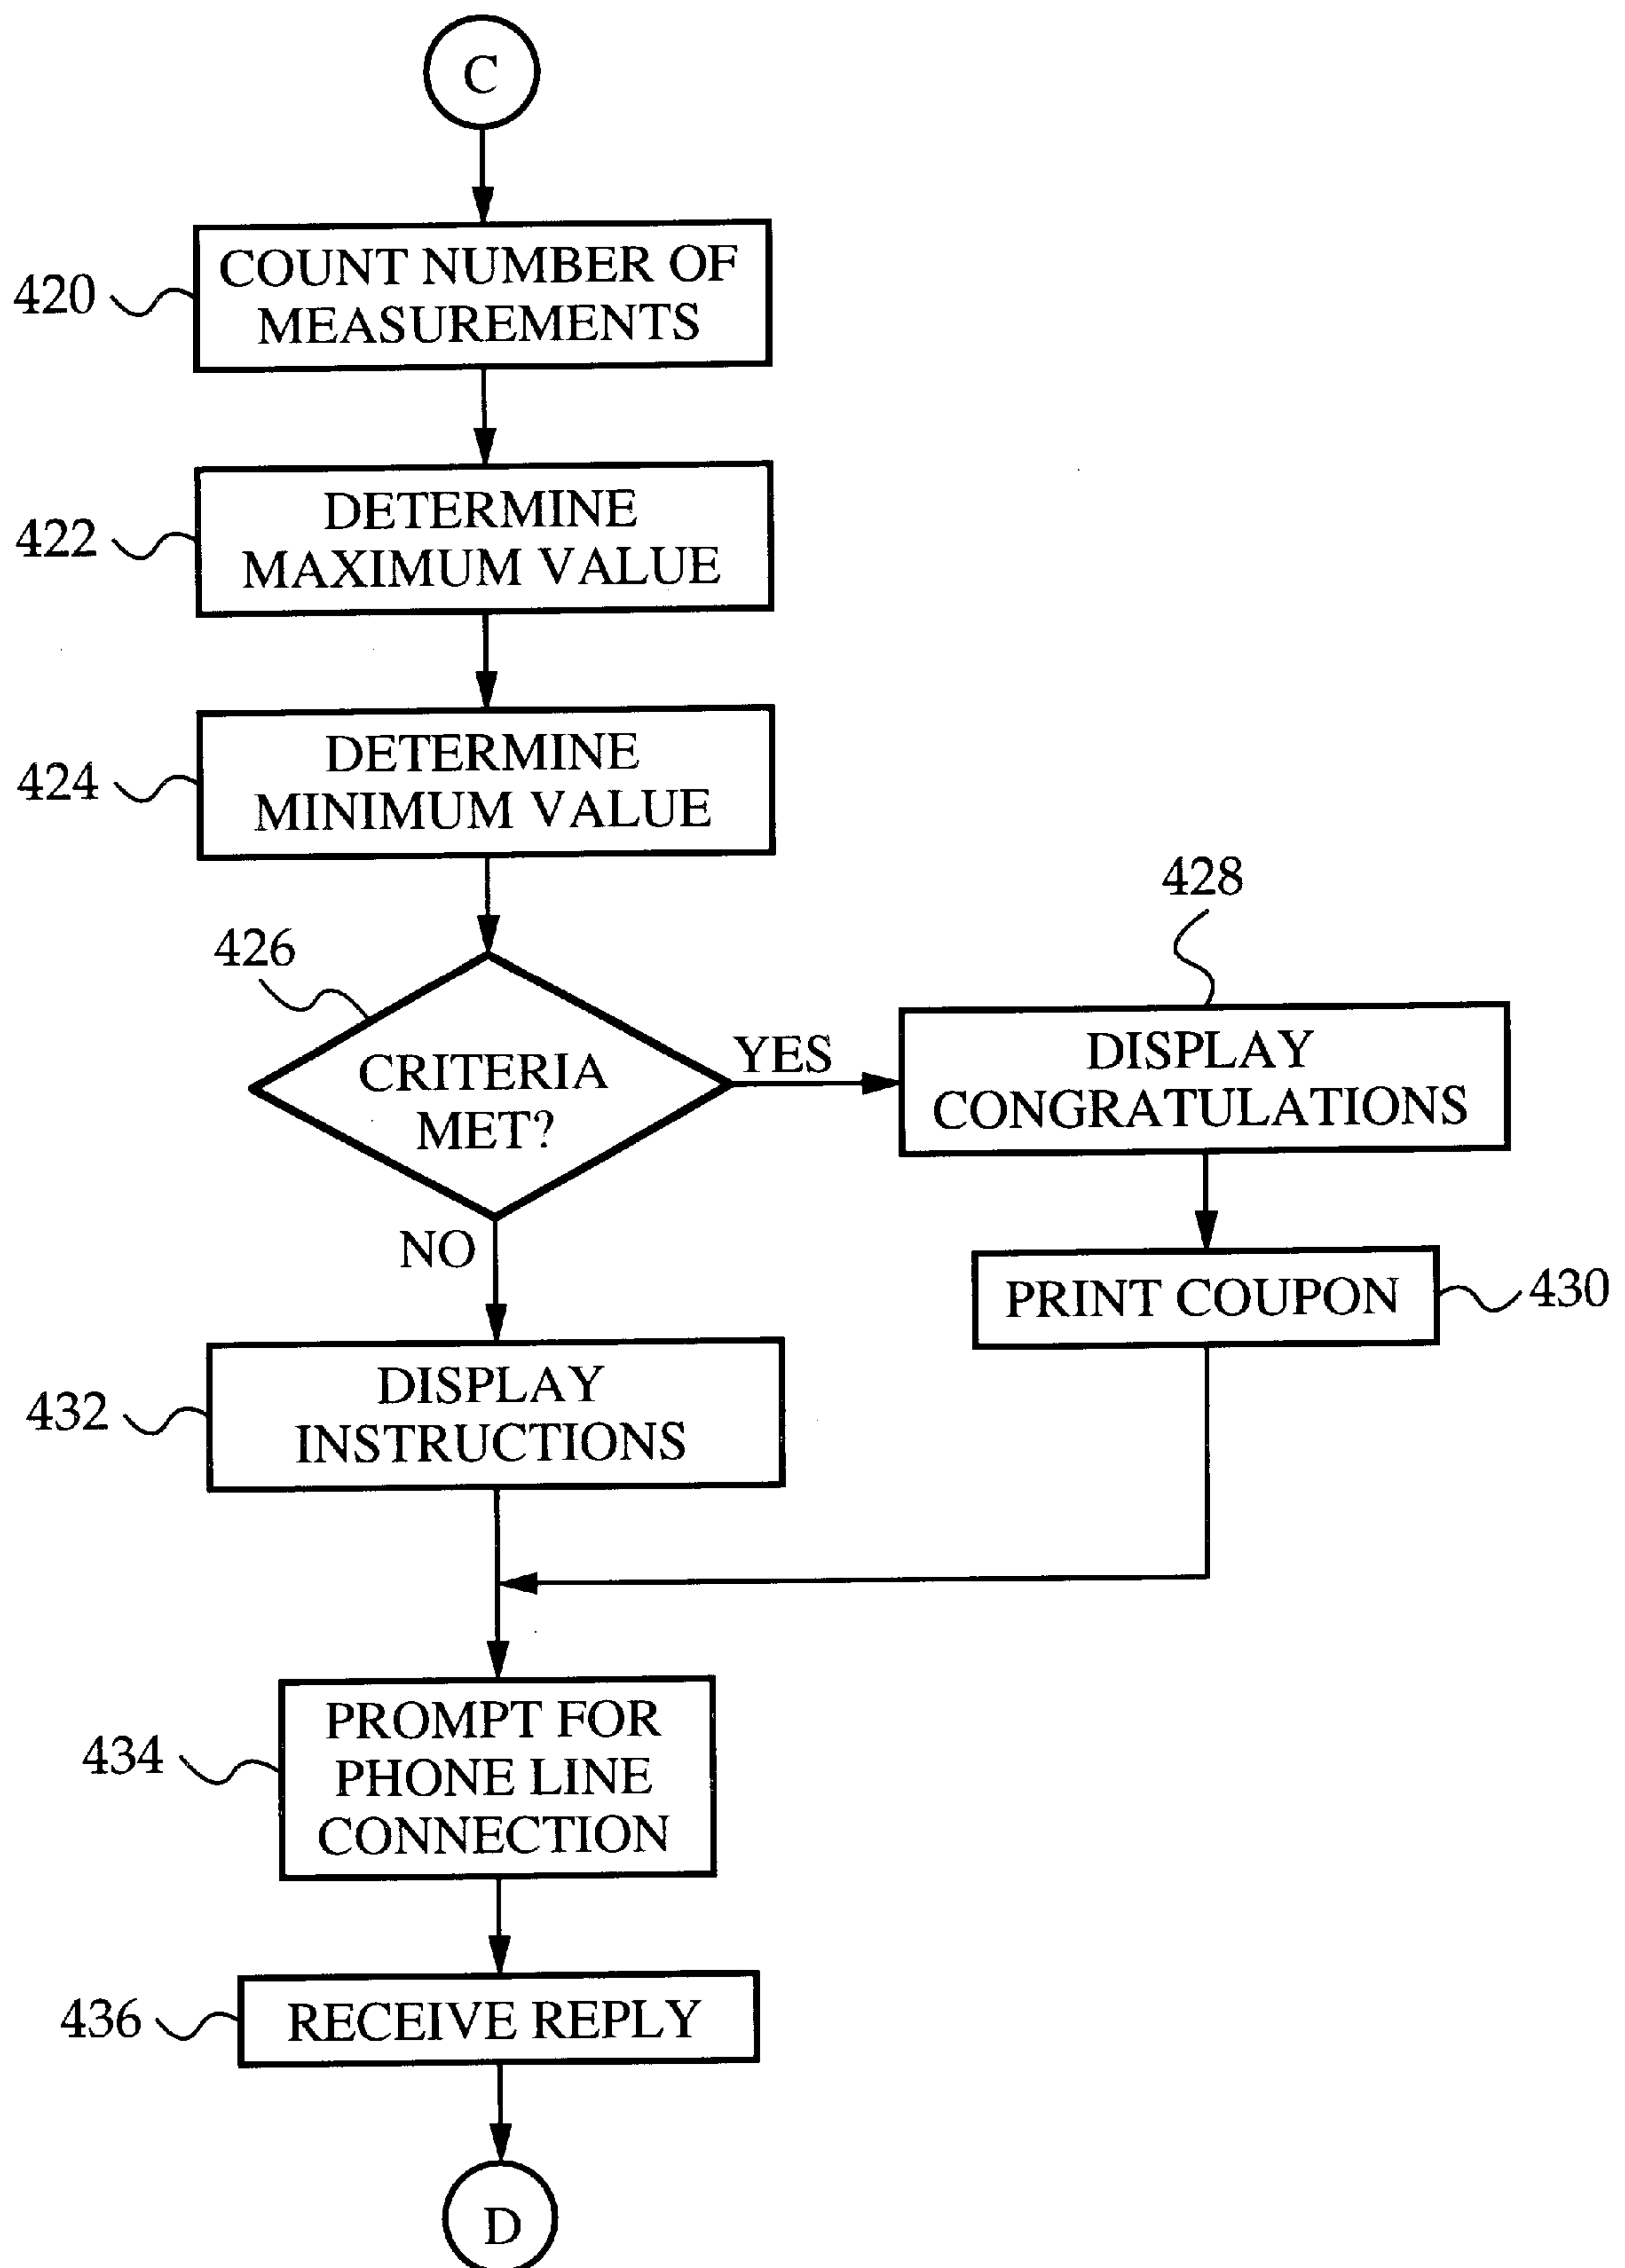 C
420
COUNT NUMBER OF
MEASUREMENTS
422
DETERMINE
MAXIMUM VALUE
424
DETERMINE
MINIMUM VALUE
426
CRITERIA
MET?
YES
428
DISPLAY
CONGRATULATIONS
PRINT COUPON
430
NO
432
DISPLAY
INSTRUCTIONS
434
PROMPT FOR
PHONE LINE
CONNECTION
436
RECEIVE REPLY
D